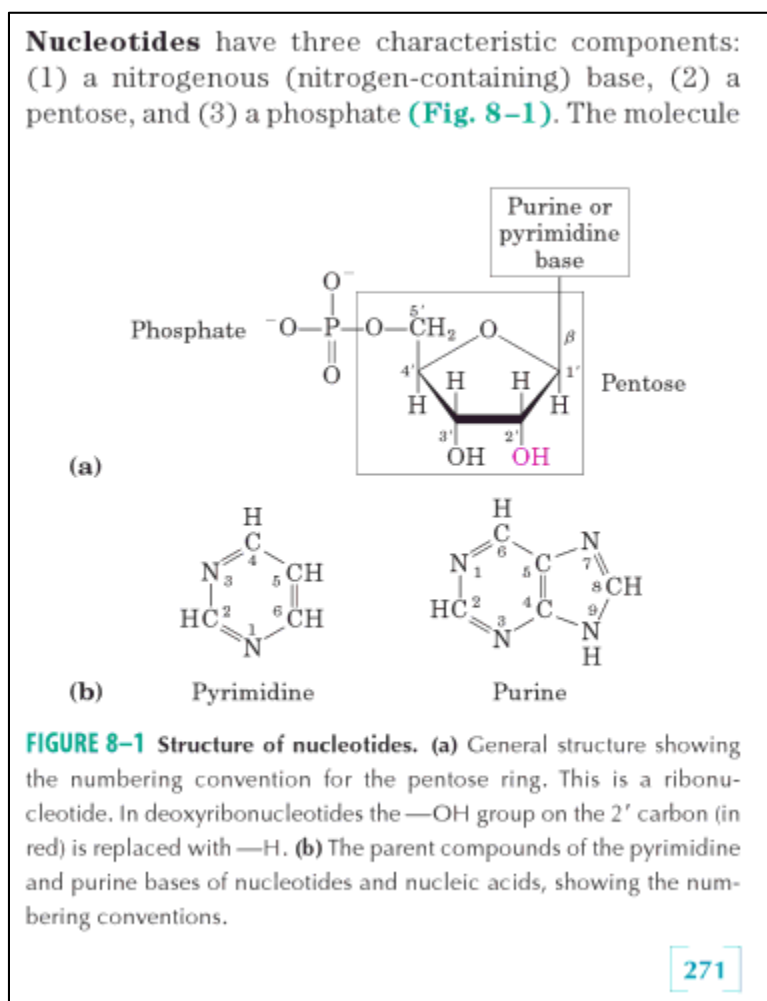 Nucleotides have three characteristic components:
(1) a nitrogenous (nitrogen-containing) base, (2) a
pentose, and (3) a phosphate (Fig. 8–1). The molecule
Purine or
pyrimidine
base
O⁻
Phosphate ⁻O—P—O—CH₂ O β
5′
O
4′ H H 1′ Pentose
H H
3′ 2′
OH OH
(a)
H H
C C N
4 6 7
N 3 5 CH N 1 5 C 8 CH
HC 2 6 CH HC 2 4 C 9
1 3 N
N N H
(b) Pyrimidine Purine
FIGURE 8–1 Structure of nucleotides. (a) General structure showing
the numbering convention for the pentose ring. This is a ribonu-
cleotide. In deoxyribonucleotides the —OH group on the 2′ carbon (in
red) is replaced with —H. (b) The parent compounds of the pyrimidine
and purine bases of nucleotides and nucleic acids, showing the num-
bering conventions.
271